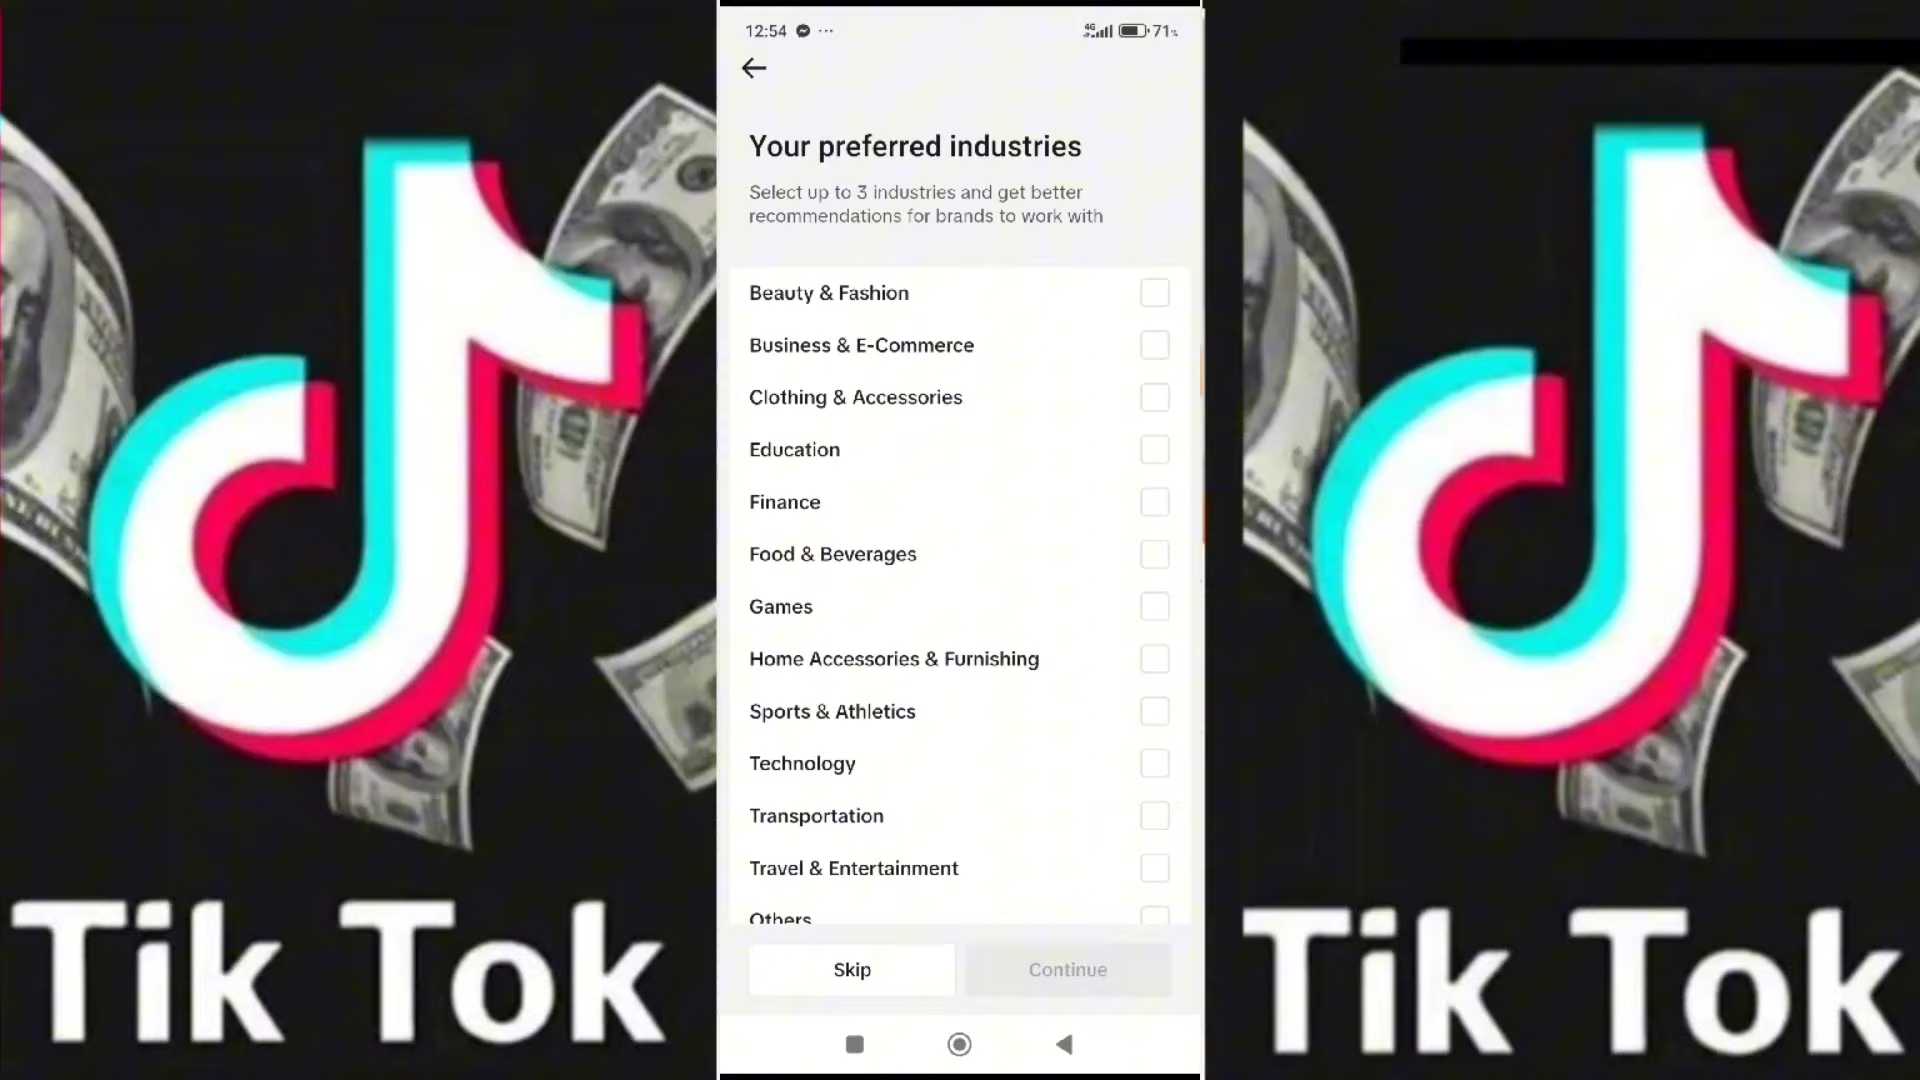 12:54
4G
71%
Your preferred industries
Select up to 3 industries and get better
recommendations for brands to work with
Beauty & Fashion
Business & E-Commerce
Clothing & Accessories
Education
Finance
Food & Beverages
Games
Home Accessories & Furnishing
Sports & Athletics
Technology
Transportation
Travel & Entertainment
Others
Skip
Continue
Tik Tok
Tik Tok